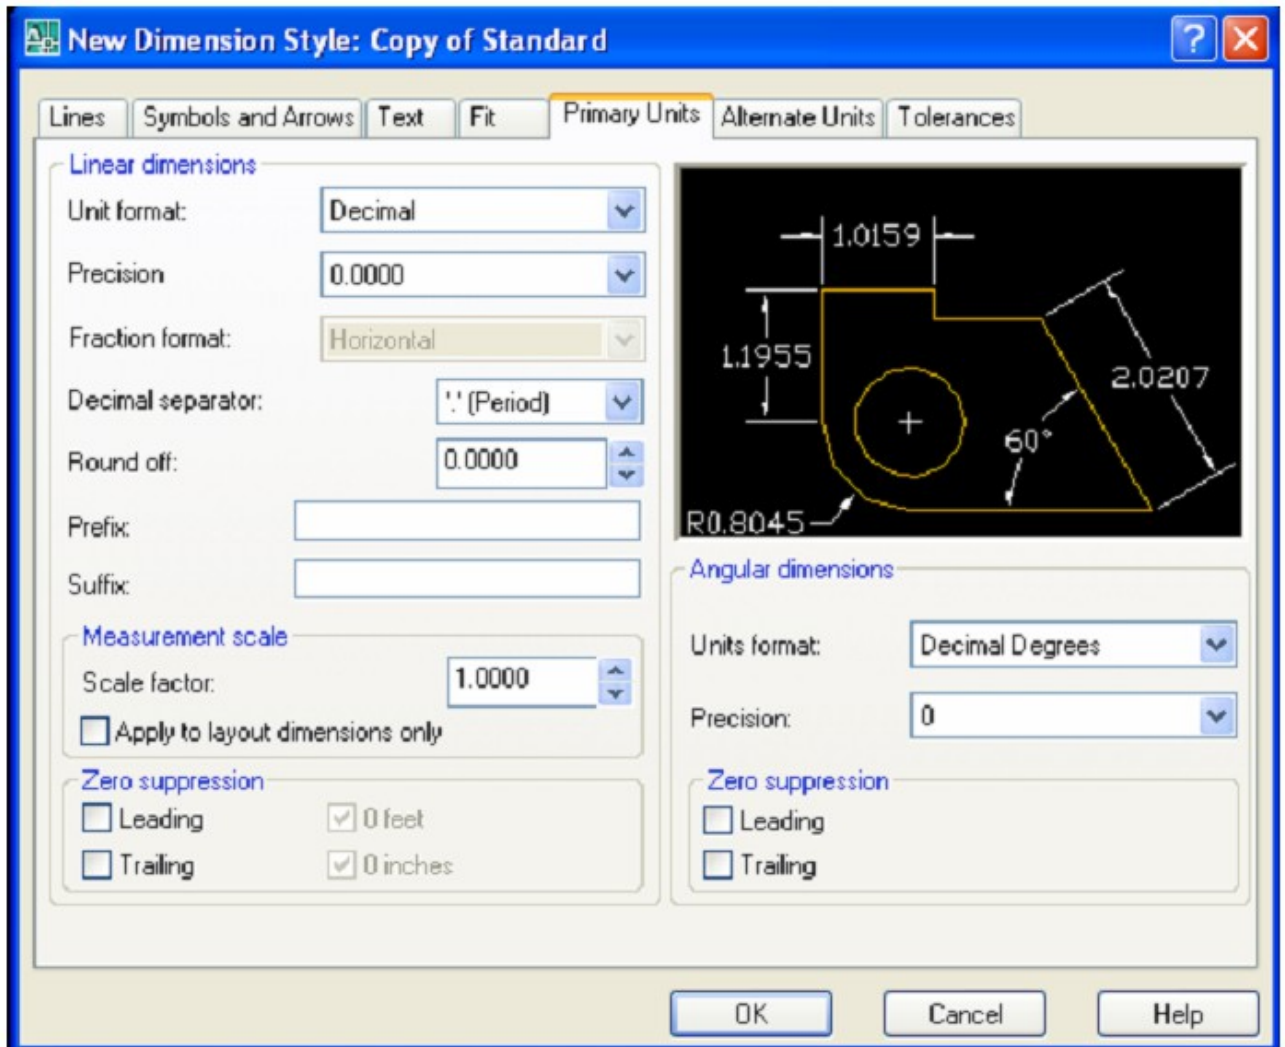 New Dimension Style: Copy of Standard
Lines Symbols and Arrows Text Fit Primary Units Alternate Units Tolerances
Linear dimensions
Unit format: Decimal
Precision 0.0000
Fraction format: Horizontal
Decimal separator: '.' (Period)
Round off: 0.0000
Prefix:
Suffix:
Measurement scale
Scale factor: 1.0000
Apply to layout dimensions only
Zero suppression
Leading 0 feet
Trailing 0 inches
1.0159
1.1955
2.0207
60°
R0.8045
Angular dimensions
Units format: Decimal Degrees
Precision: 0
Zero suppression
Leading
Trailing
OK Cancel Help